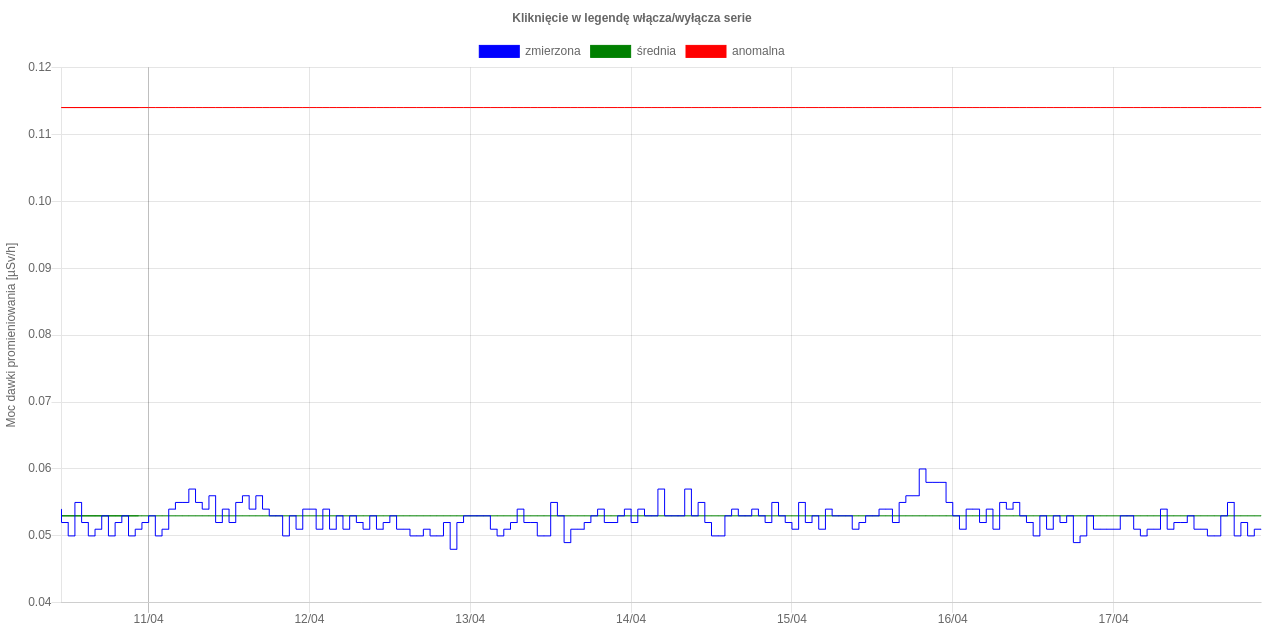 Kliknięcie w legendę włącza/wyłącza serie
zmierzona średnia anomalna
Moc dawki promieniowania [µSv/h]
0.12
0.11
0.10
0.09
0.08
0.07
0.06
0.05
0.04
11/04 12/04 13/04 14/04 15/04 16/04 17/04